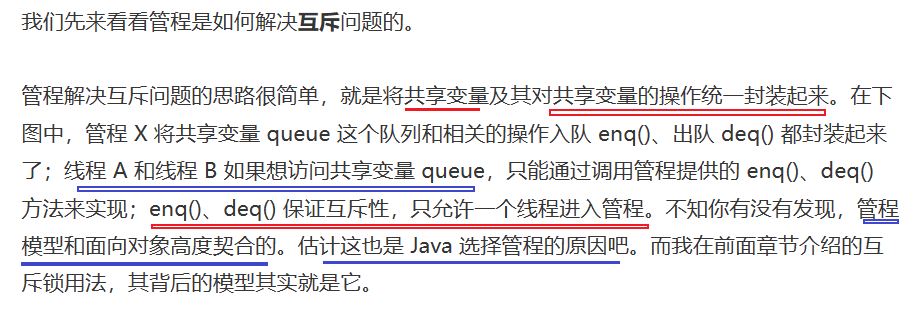 我们先来看看管程是如何解决互斥问题的。
管程解决互斥问题的思路很简单，就是将共享变量及其对共享变量的操作统一封装起来。在下
图中，管程 X 将共享变量 queue 这个队列和相关的操作入队 enq()、出队 deq() 都封装起来
了；线程 A 和线程 B 如果想访问共享变量 queue，只能通过调用管程提供的 enq()、deq()
方法来实现；enq()、deq() 保证互斥性，只允许一个线程进入管程。不知你有没有发现，管程
模型和面向对象高度契合的。估计这也是 Java 选择管程的原因吧。而我在前面章节介绍的互
斥锁用法，其背后的模型其实就是它。